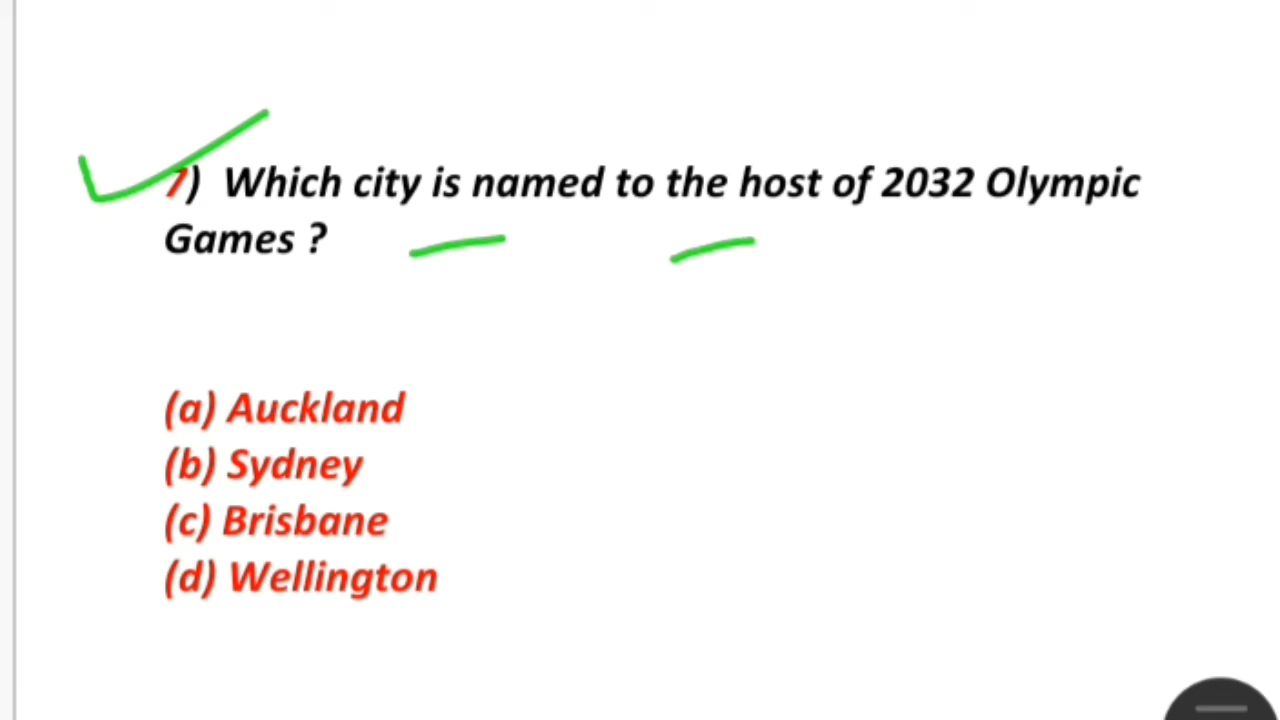 7) Which city is named to the host of 2032 Olympic
Games ?
(a) Auckland
(b) Sydney
(c) Brisbane
(d) Wellington